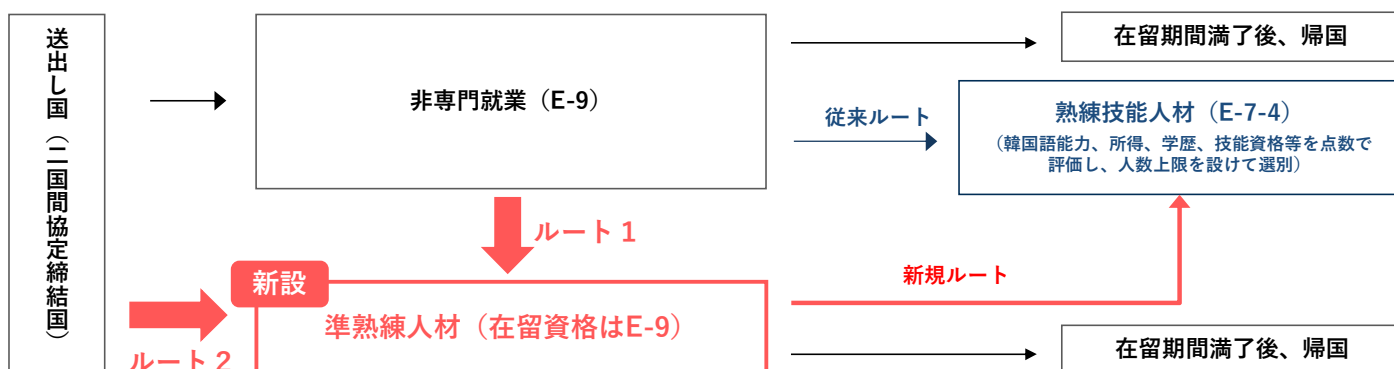 送出し国（二国間協定締結国）
非専門就業（E-9）
在留期間満了後、帰国
従来ルート
熟練技能人材（E-7-4）
（韓国語能力、所得、学歴、技能資格等を点数で
評価し、人数上限を設けて選別）
ルート 1
新設
新規ルート
準熟練人材（在留資格はE-9）
ルート 2
在留期間満了後、帰国